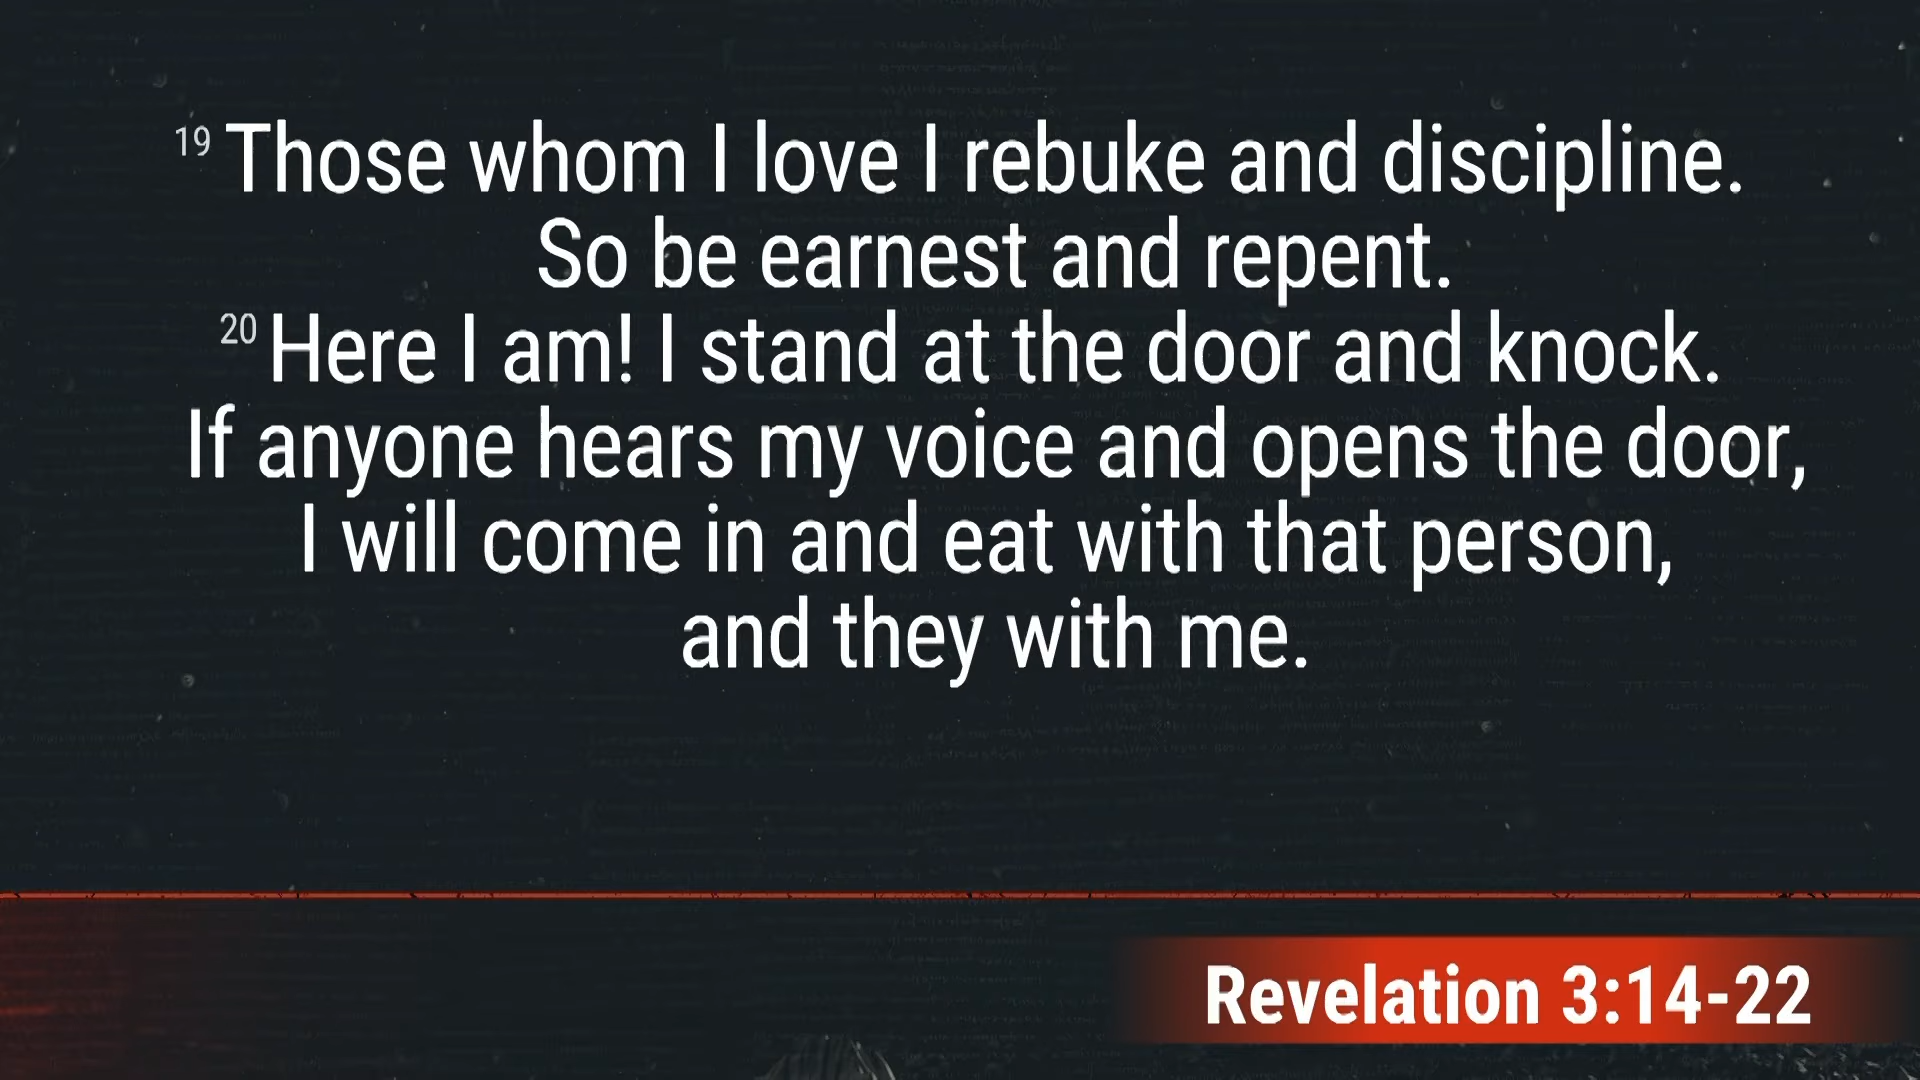 19 Those whom I love I rebuke and discipline.
So be earnest and repent.
20 Here I am! I stand at the door and knock.
If anyone hears my voice and opens the door,
I will come in and eat with that person,
and they with me.
Revelation 3:14-22